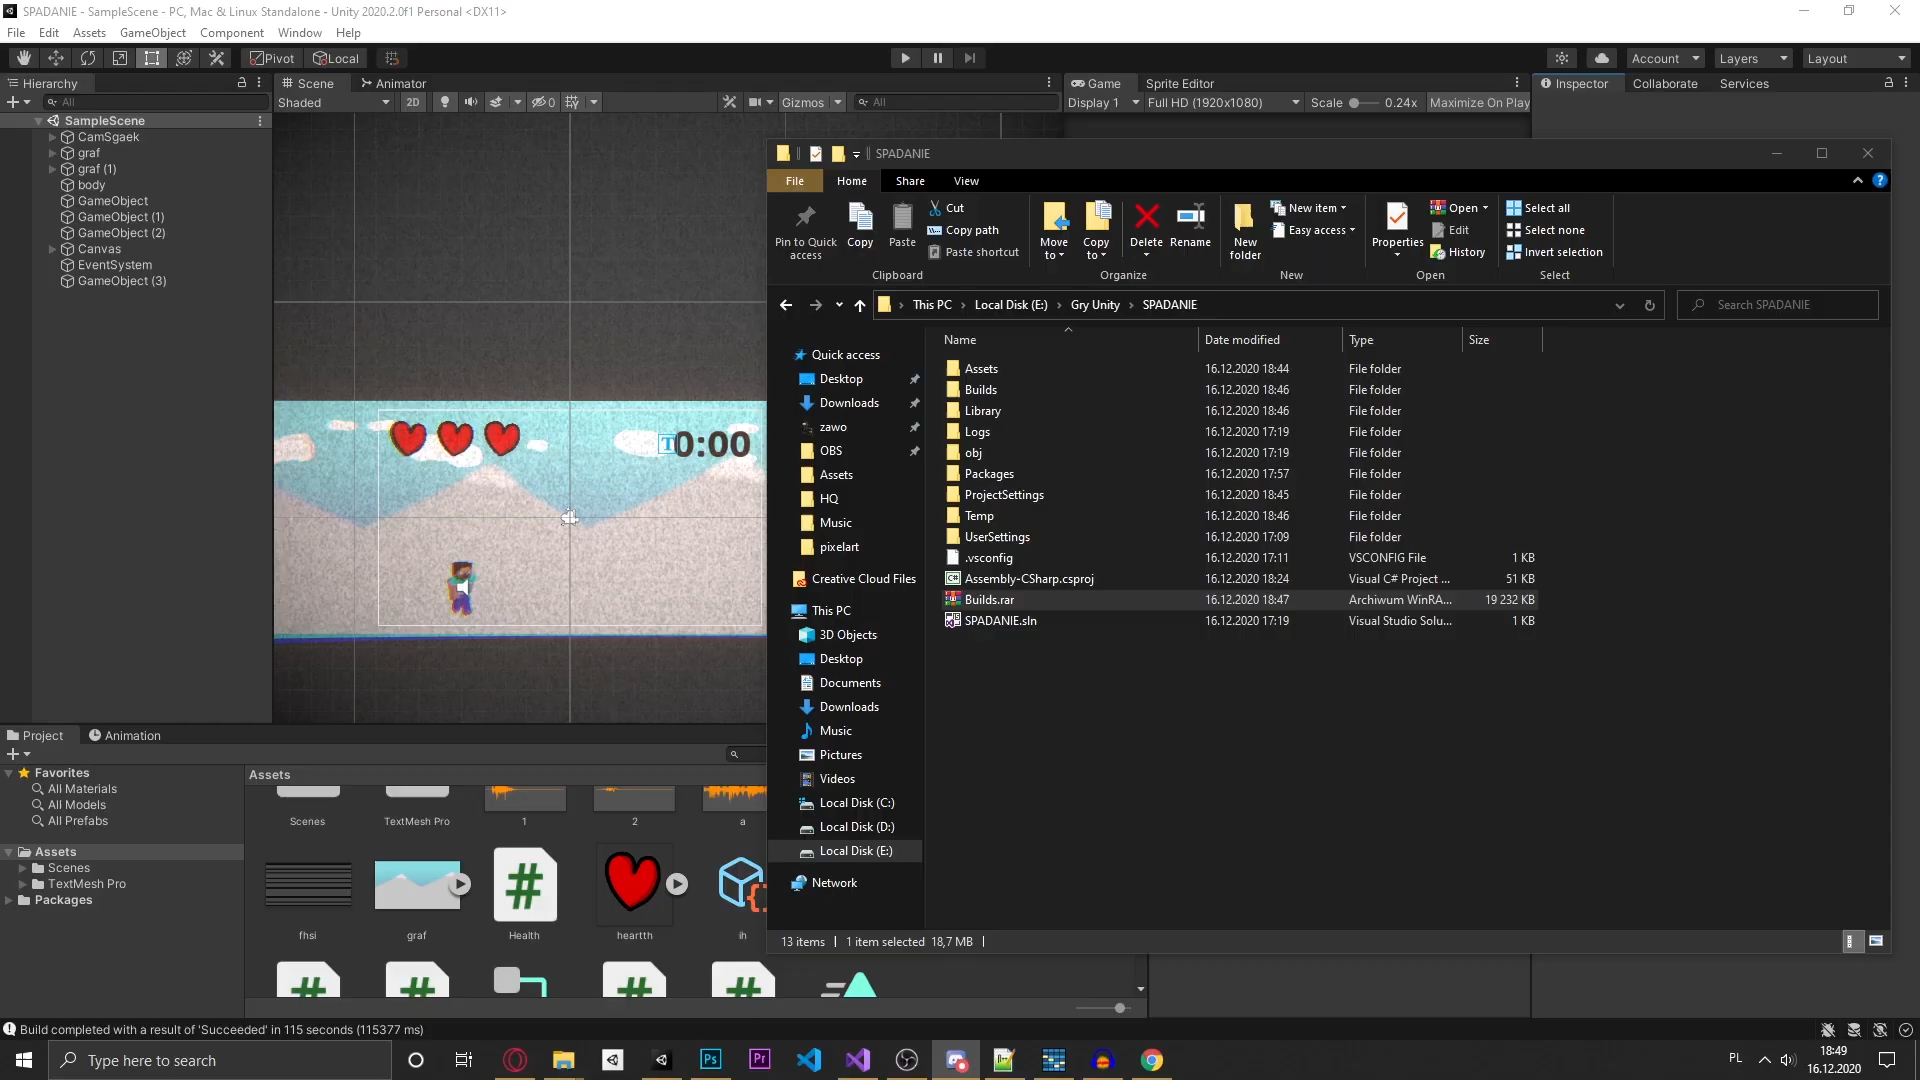 SPADANIE - SampleScene - PC, Mac & Linux Standalone - Unity 2020.2.0f1 Personal <DX11>
File Edit Assets GameObject Component Window Help
Pivot Local Account Layers Layout
Hierarchy
All
SampleScene
CamSgaek
graf
graf (1)
body
GameObject
GameObject (1)
GameObject (2)
Canvas
EventSystem
GameObject (3)
Scene Animator
Shaded 2D 0 Gizmos All
T 0:00
Game Sprite Editor
Display 1 Full HD (1920x1080) Scale 0.24x Maximize On Play
Inspector Collaborate Services
SPADANIE
File Home Share View
Pin to Quick access
Copy
Paste
Cut
Copy path
Paste shortcut
Clipboard
Move to
Copy to
Delete
Rename
Organize
New folder
New item
Easy access
New
Properties
Open
Edit
History
Open
Select all
Select none
Invert selection
Select
This PC > Local Disk (E:) > Gry Unity > SPADANIE
Search SPADANIE
Quick access
Desktop
Downloads
zawo
OBS
Assets
HQ
Music
pixelart
Creative Cloud Files
This PC
3D Objects
Desktop
Documents
Downloads
Music
Pictures
Videos
Local Disk (C:)
Local Disk (D:)
Local Disk (E:)
Network
Name Date modified Type Size
Assets 16.12.2020 18:44 File folder
Builds 16.12.2020 18:46 File folder
Library 16.12.2020 18:46 File folder
Logs 16.12.2020 17:19 File folder
obj 16.12.2020 17:19 File folder
Packages 16.12.2020 17:57 File folder
ProjectSettings 16.12.2020 18:45 File folder
Temp 16.12.2020 18:46 File folder
UserSettings 16.12.2020 17:09 File folder
.vsconfig 16.12.2020 17:11 VSCONFIG File 1 KB
Assembly-CSharp.csproj 16.12.2020 18:24 Visual C# Project ... 51 KB
Builds.rar 16.12.2020 18:47 Archiwum WinRA... 19 232 KB
SPADANIE.sln 16.12.2020 17:19 Visual Studio Solu... 1 KB
13 items 1 item selected 18,7 MB
Project Animation
Favorites
All Materials
All Models
All Prefabs
Assets
Scenes
TextMesh Pro
Packages
Assets
Scenes TextMesh Pro 1 2 a
fhsi graf Health heartth ih
Build completed with a result of 'Succeeded' in 115 seconds (115377 ms)
Type here to search
Ps Pr
PL
18:49
16.12.2020